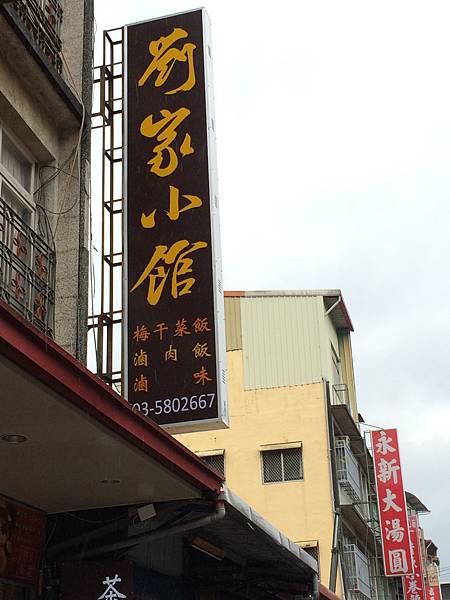 劉家小館
梅干菜飯
滷肉飯
滷味
03-5802667
永新大湯圓
茶